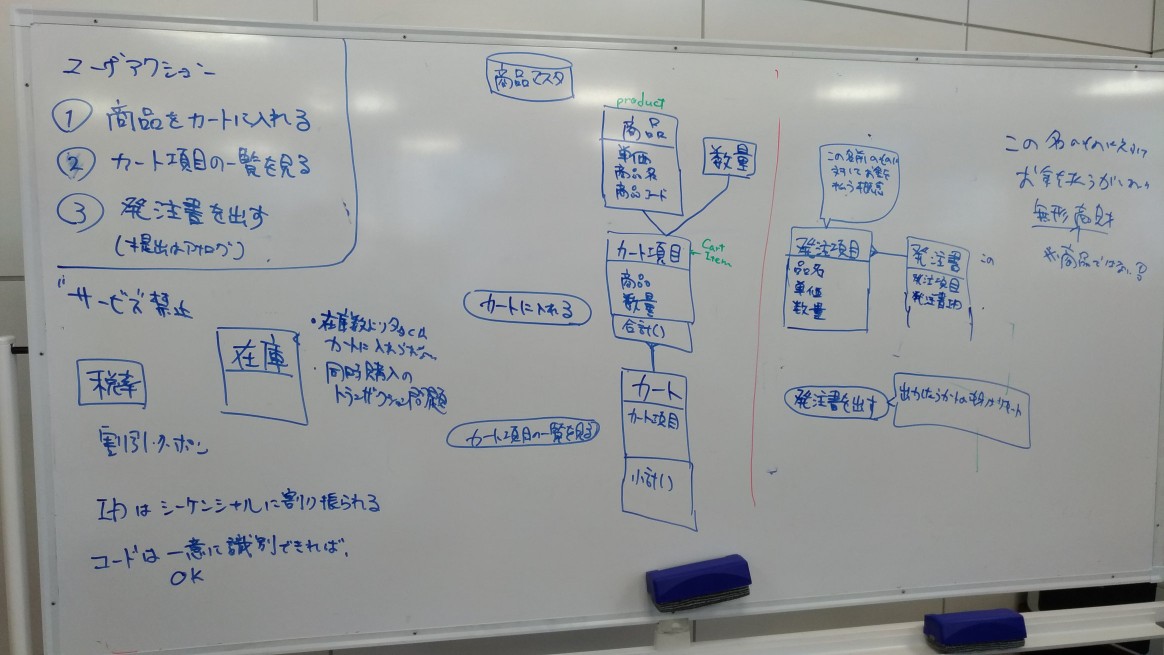 ユーザアクション
① 商品をカートに入れる
② カート項目の一覧を見る
③ 発注書を出す
(提出はアナログ)
"サービス"禁止
税率
在庫
・在庫数より多くは
カートに入れられない
・同時購入の
トランザクション問題
割引・クーポン
IDはシーケンシャルに割り振られる
コードは一意に識別できれば、
OK
商品マスタ
product
商品
単価
商品名
商品コード
数量
カート項目
Cart
Item
商品
数量
合計()
カートに入れる
カート
カート項目
小計()
カート項目の一覧を見る
この名前のものに
対してお金を
払う概念
発注項目
品名
単価
数量
発注書
発注項目
発注書ID
この
発注書を出す
出力したらカートの中身がリセット
この名のものに対して
お金を払うが
無形商材
※商品ではない?